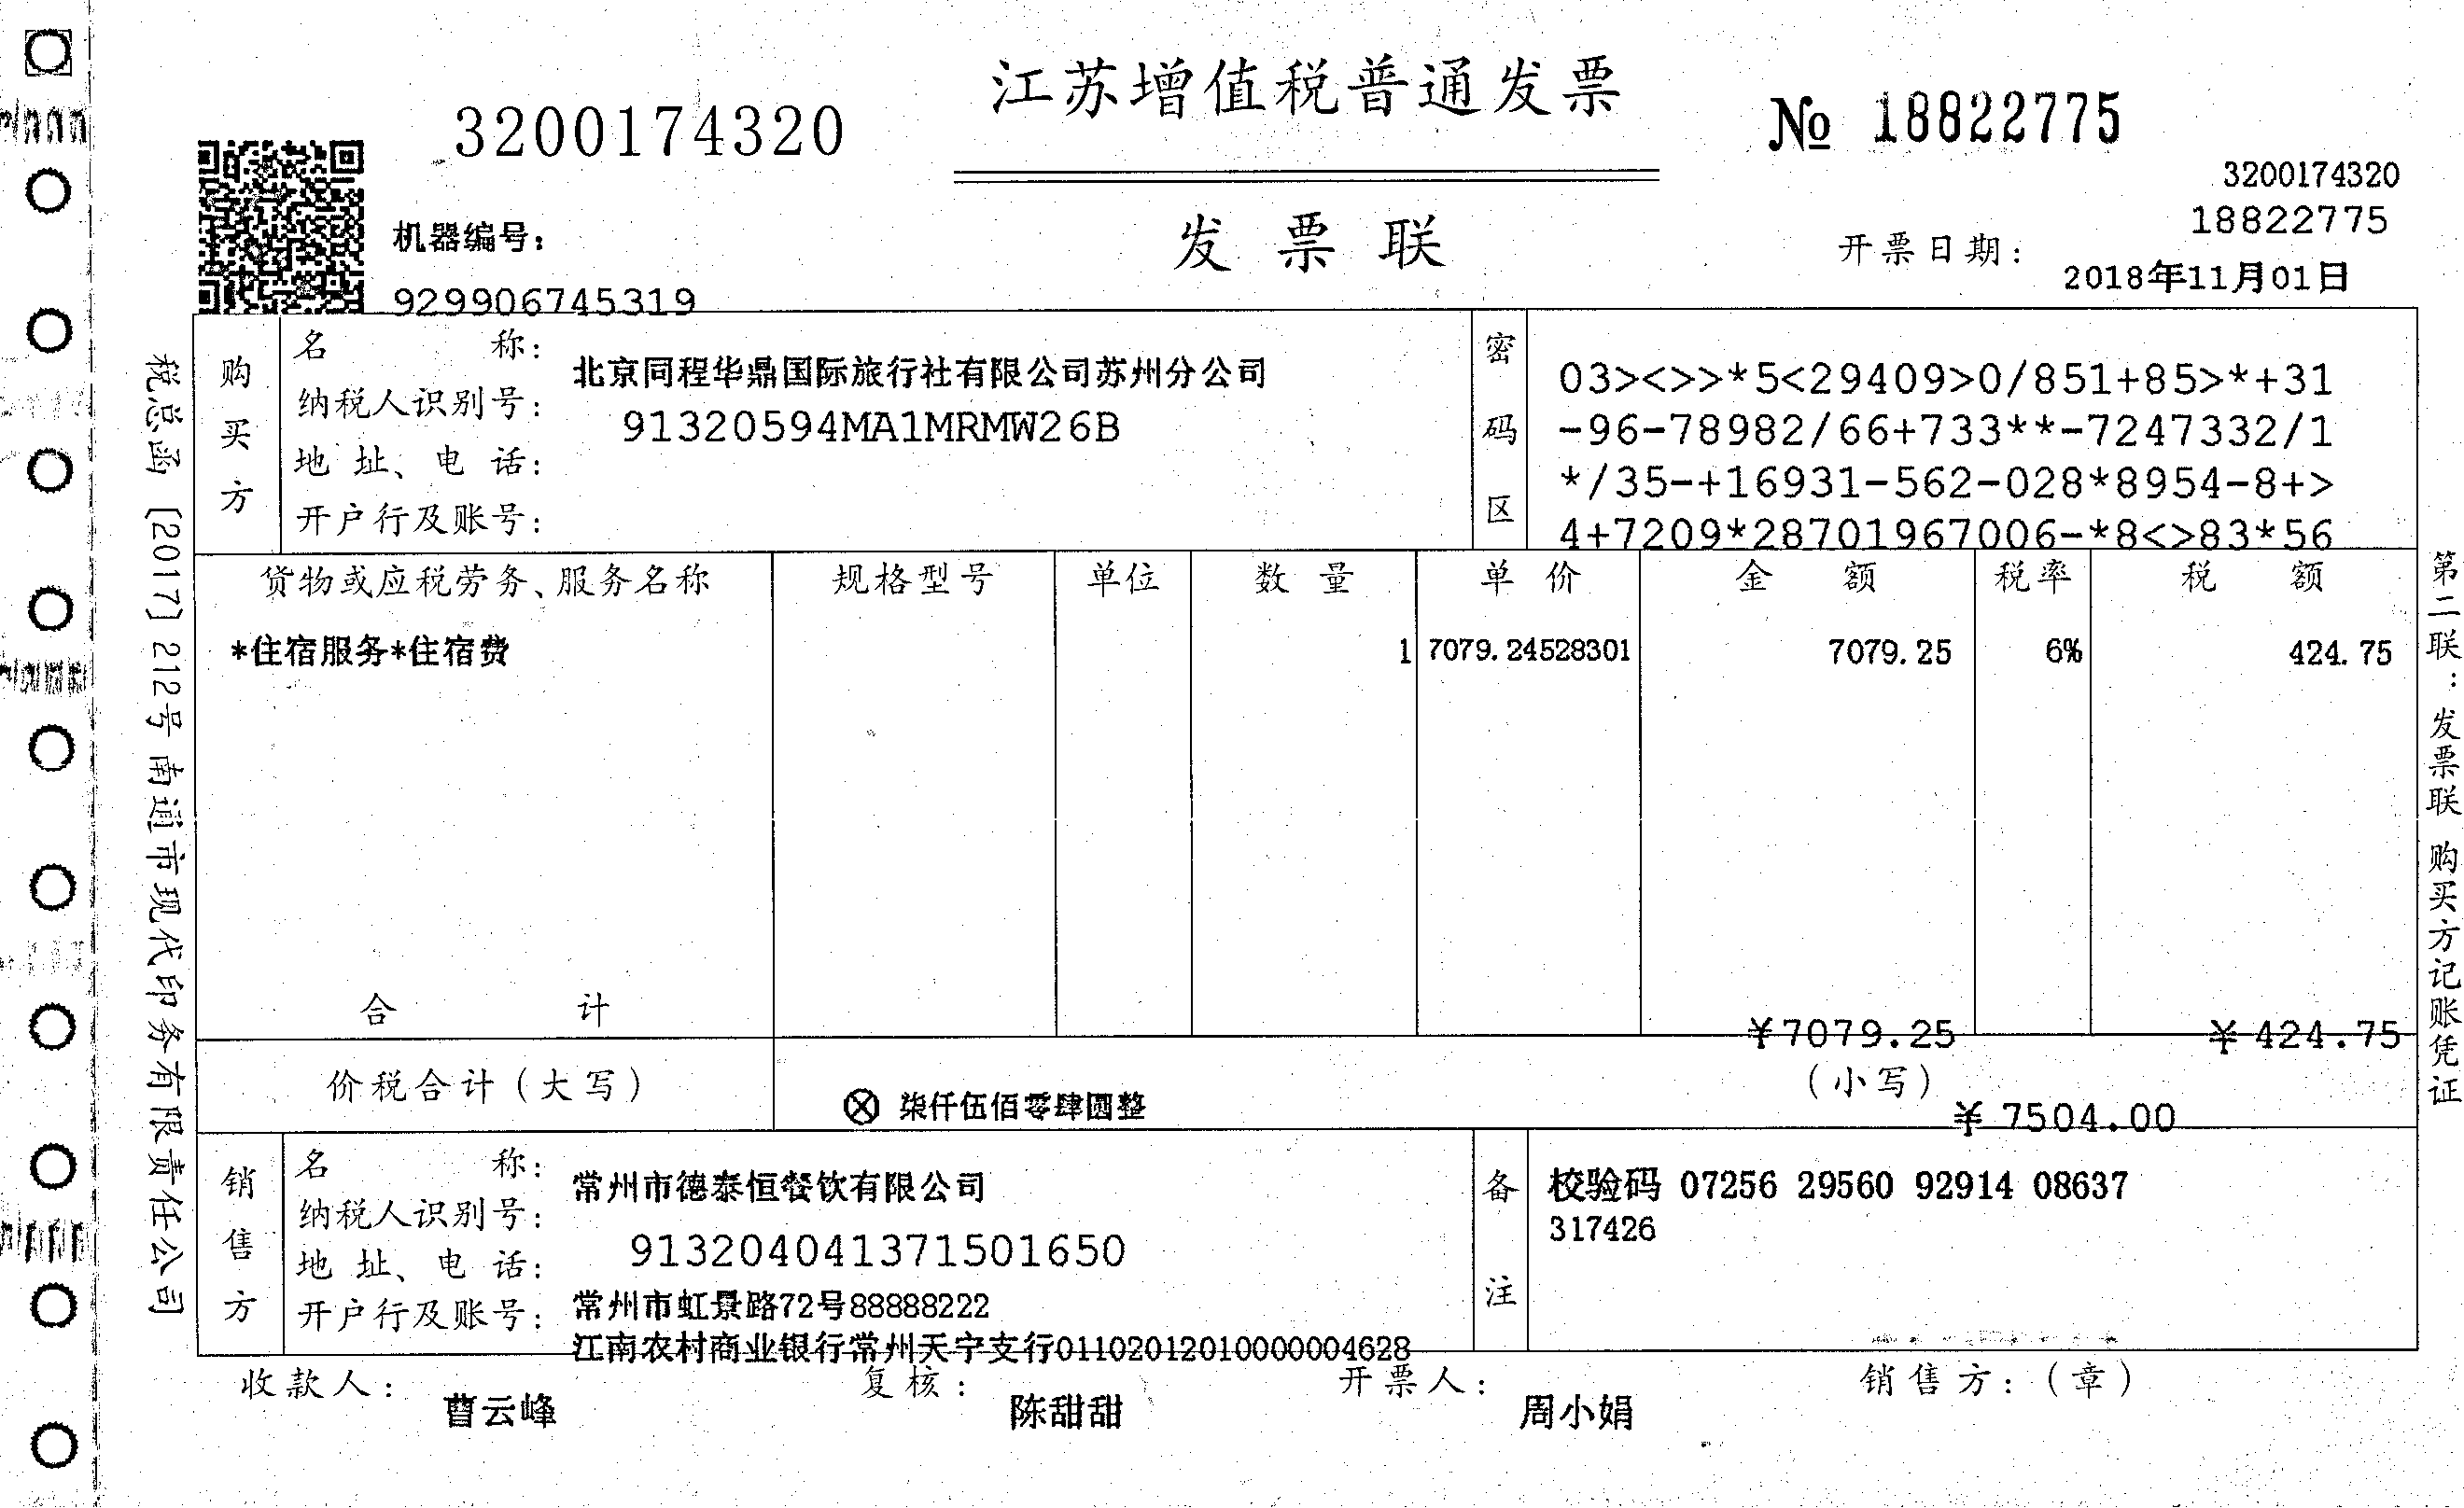 江苏增值税普通发票
3200174320
№ 18822775
3200174320
18822775
机器编号:
929906745319
发票联
开票日期:
2018年11月01日
税总函〔2017〕212号 南通市现代印务有限责任公司
购买方
名称: 北京同程华鼎国际旅行社有限公司苏州分公司
纳税人识别号: 91320594MA1MRMW26B
地址、电话:
开户行及账号:
密码区
03><>>*5<29409>0/851+85>*+31
-96-78982/66+733**-7247332/1
*/35-+16931-562-028*8954-8+>
4+7209*28701967006-*8<>83*56
货物或应税劳务、服务名称 规格型号 单位 数量 单价 金额 税率 税额
*住宿服务*住宿费 1 7079.24528301 7079.25 6% 424.75
合计 ¥7079.25 ¥424.75
价税合计(大写) ⊗柒仟伍佰零肆圆整 (小写) ¥7504.00
销售方
名称: 常州市德泰恒餐饮有限公司
纳税人识别号: 913204041371501650
地址、电话: 常州市虹景路72号88888222
开户行及账号: 江南农村商业银行常州天宁支行01102012010000004628
备注
校验码 07256 29560 92914 08637
317426
收款人: 曹云峰 复核: 陈甜甜 开票人: 周小娟 销售方:(章)
第二联:发票联 购买方记账凭证